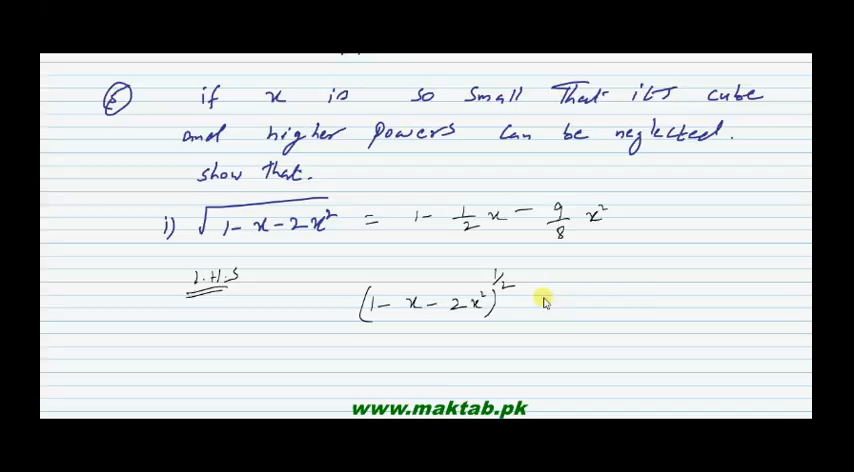 ⑧ if x is so small that its cube
and higher powers can be neglected.
show that.
i) √(1 - x - 2x²) = 1 - 1/2 x - 9/8 x²
L.H.S
(1 - x - 2x²)^1/2
www.maktab.pk